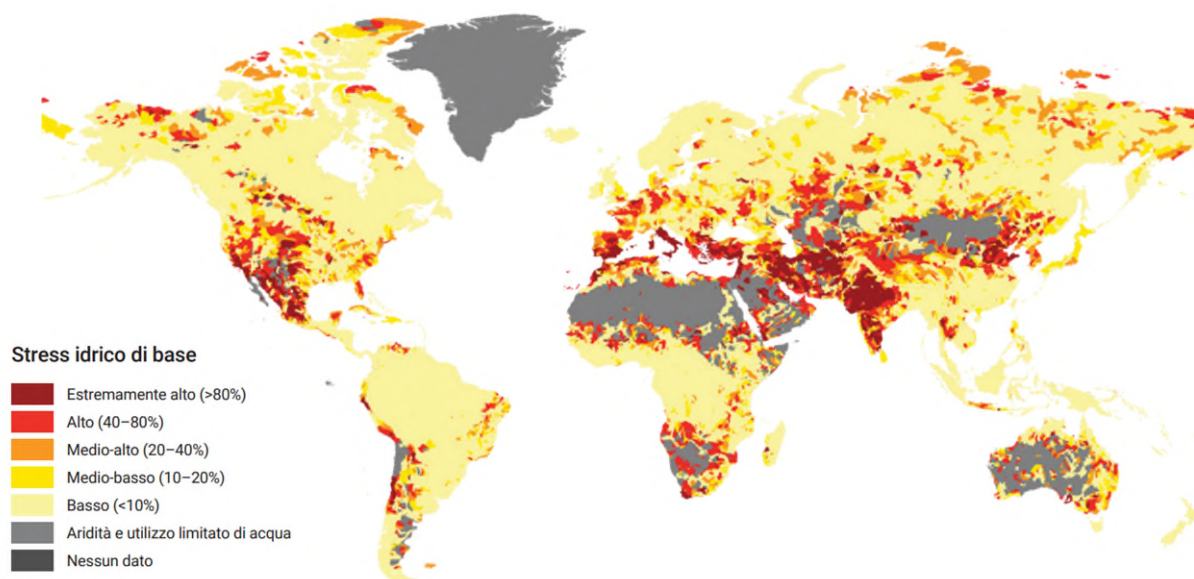 Stress idrico di base
Estremamente alto (>80%)
Alto (40–80%)
Medio-alto (20–40%)
Medio-basso (10–20%)
Basso (<10%)
Aridità e utilizzo limitato di acqua
Nessun dato